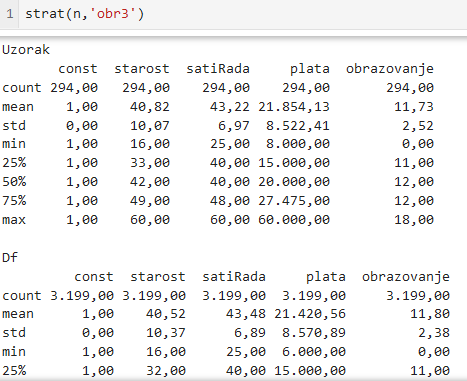 1 strat(n,'obr3')
Uzorak
const starost satiRada plata obrazovanje
count 294,00 294,00 294,00 294,00 294,00
mean 1,00 40,82 43,22 21.854,13 11,73
std 0,00 10,07 6,97 8.522,41 2,52
min 1,00 16,00 25,00 8.000,00 0,00
25% 1,00 33,00 40,00 15.000,00 11,00
50% 1,00 42,00 40,00 20.000,00 12,00
75% 1,00 49,00 48,00 27.475,00 12,00
max 1,00 60,00 60,00 60.000,00 18,00
Df
const starost satiRada plata obrazovanje
count 3.199,00 3.199,00 3.199,00 3.199,00 3.199,00
mean 1,00 40,52 43,48 21.420,56 11,80
std 0,00 10,37 6,89 8.570,89 2,38
min 1,00 16,00 25,00 6.000,00 0,00
25% 1,00 32,00 40,00 15.000,00 11,00